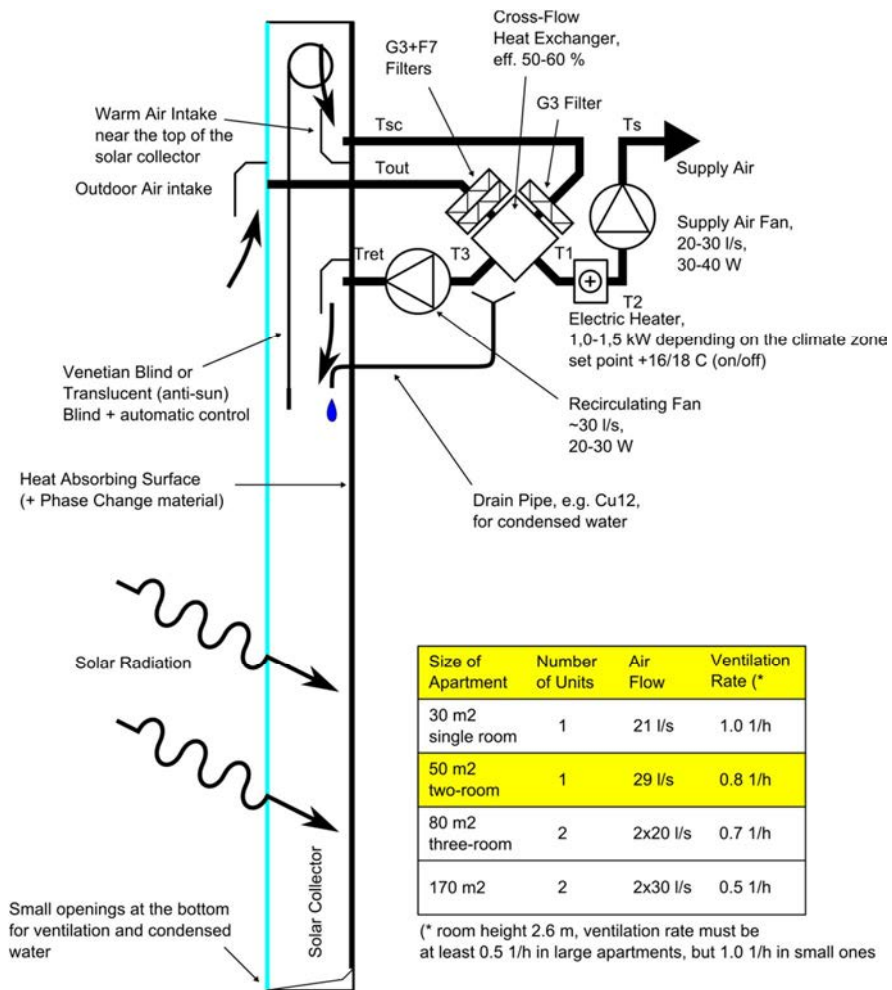 Cross-Flow
Heat Exchanger,
eff. 50-60 %
G3+F7
Filters
G3 Filter
Warm Air Intake
near the top of the
solar collector
Tsc
Ts
Tout
Supply Air
Outdoor Air intake
Supply Air Fan,
20-30 l/s,
30-40 W
Tret
T3
T1
T2
Electric Heater,
1,0-1,5 kW depending on the climate zone
set point +16/18 C (on/off)
Venetian Blind or
Translucent (anti-sun)
Blind + automatic control
Recirculating Fan
~30 l/s,
20-30 W
Heat Absorbing Surface
(+ Phase Change material)
Drain Pipe, e.g. Cu12,
for condensed water
Solar Radiation
Solar Collector
Small openings at the bottom
for ventilation and condensed
water
Size of Apartment Number of Units Air Flow Ventilation Rate (*
30 m2 single room 1 21 l/s 1.0 1/h
50 m2 two-room 1 29 l/s 0.8 1/h
80 m2 three-room 2 2x20 l/s 0.7 1/h
170 m2 2 2x30 l/s 0.5 1/h
(* room height 2.6 m, ventilation rate must be
at least 0.5 1/h in large apartments, but 1.0 1/h in small ones